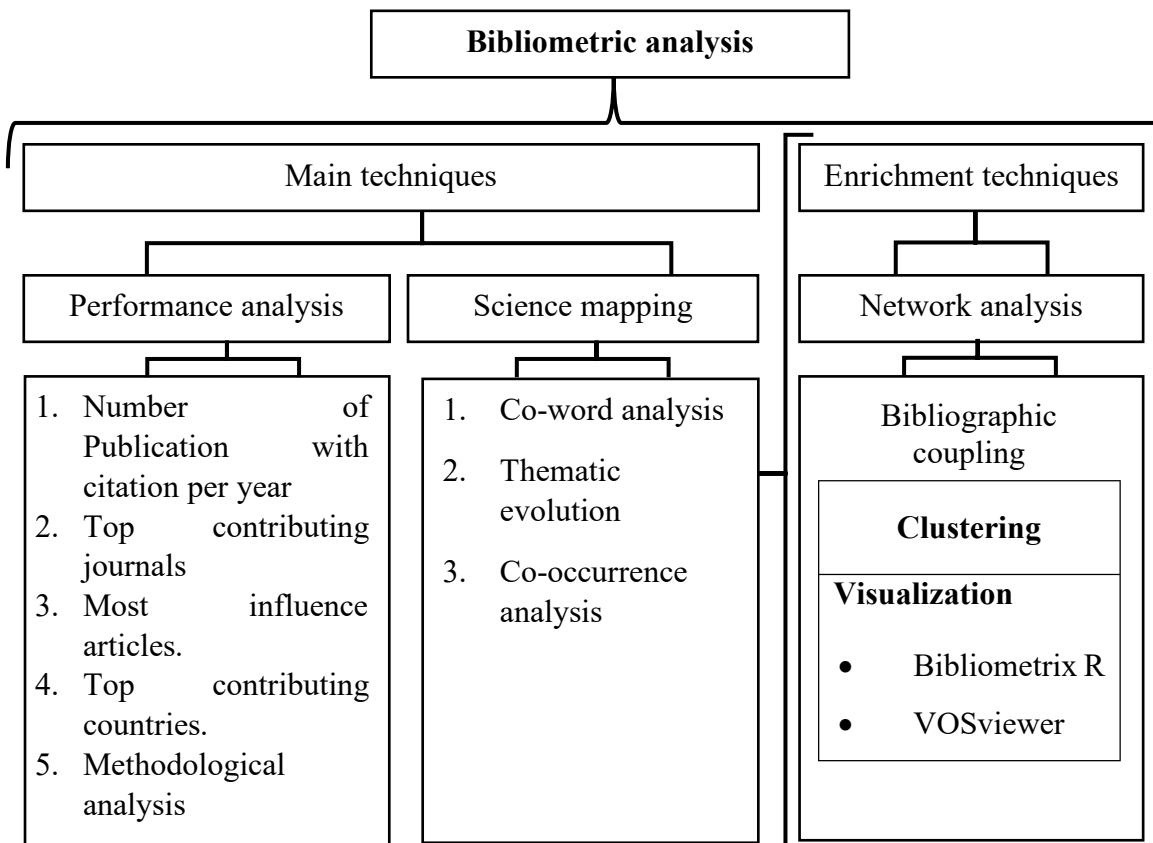 Bibliometric analysis
Main techniques
Enrichment techniques
Performance analysis
Science mapping
Network analysis
1. Number of
Publication with
citation per year
2. Top contributing
journals
3. Most influence
articles.
4. Top contributing
countries.
5. Methodological
analysis
1. Co-word analysis
2. Thematic
evolution
3. Co-occurrence
analysis
Bibliographic
coupling
Clustering
Visualization
• Bibliometrix R
• VOSviewer